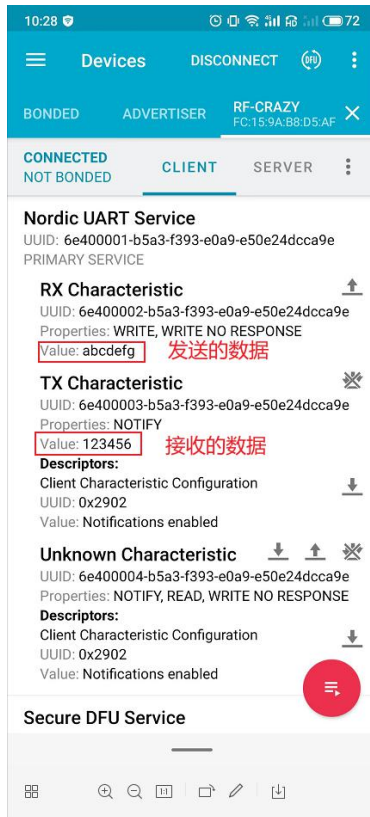 10:28
72
Devices
DISCONNECT
DFU
BONDED
ADVERTISER
RF-CRAZY
FC:15:9A:B8:D5:AF
CONNECTED
NOT BONDED
CLIENT
SERVER
Nordic UART Service
UUID: 6e400001-b5a3-f393-e0a9-e50e24dcca9e
PRIMARY SERVICE
RX Characteristic
UUID: 6e400002-b5a3-f393-e0a9-e50e24dcca9e
Properties: WRITE, WRITE NO RESPONSE
Value: abcdefg 发送的数据
TX Characteristic
UUID: 6e400003-b5a3-f393-e0a9-e50e24dcca9e
Properties: NOTIFY
Value: 123456 接收的数据
Descriptors:
Client Characteristic Configuration
UUID: 0x2902
Value: Notifications enabled
Unknown Characteristic
UUID: 6e400004-b5a3-f393-e0a9-e50e24dcca9e
Properties: NOTIFY, READ, WRITE NO RESPONSE
Descriptors:
Client Characteristic Configuration
UUID: 0x2902
Value: Notifications enabled
Secure DFU Service
1:1